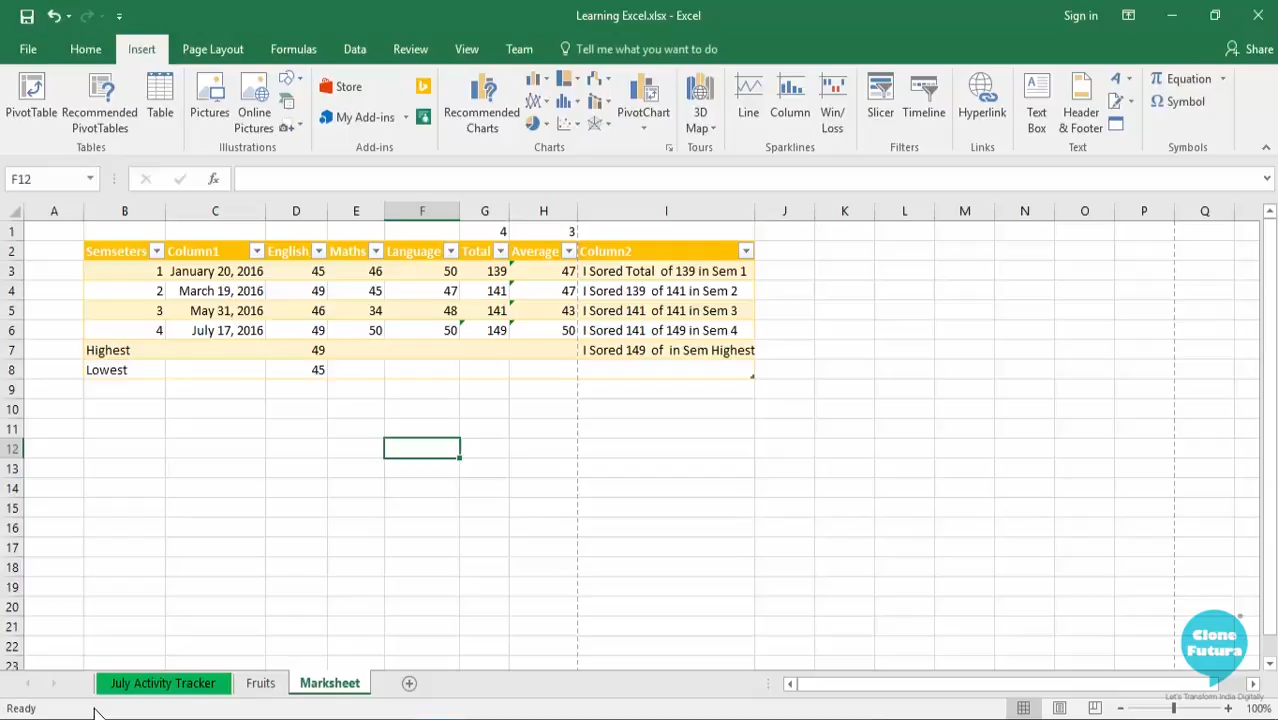 Learning Excel.xlsx - Excel
Sign in
File Home Insert Page Layout Formulas Data Review View Team Tell me what you want to do Share
PivotTable Recommended PivotTables Table Pictures Online Pictures Store My Add-ins Recommended Charts PivotChart 3D Map Line Column Win/Loss Slicer Timeline Hyperlink Text Box Header & Footer Equation Symbol
Tables Illustrations Add-ins Charts Tours Sparklines Filters Links Text Symbols
F12 fx
A B C D E F G H I J K L M N O P Q
1 4 3
2 Semseters Column1 English Maths Language Total Average Column2
3 1 January 20, 2016 45 46 50 139 47 I Sored Total of 139 in Sem 1
4 2 March 19, 2016 49 45 47 141 47 I Sored 139 of 141 in Sem 2
5 3 May 31, 2016 46 34 48 141 43 I Sored 141 of 141 in Sem 3
6 4 July 17, 2016 49 50 50 149 50 I Sored 141 of 149 in Sem 4
7 Highest 49 I Sored 149 of in Sem Highest
8 Lowest 45
9
10
11
12
13
14
15
16
17
18
19
20
21
22
23
Clone
Futura
Let's Transform India Digitally
July Activity Tracker Fruits Marksheet
Ready 100%